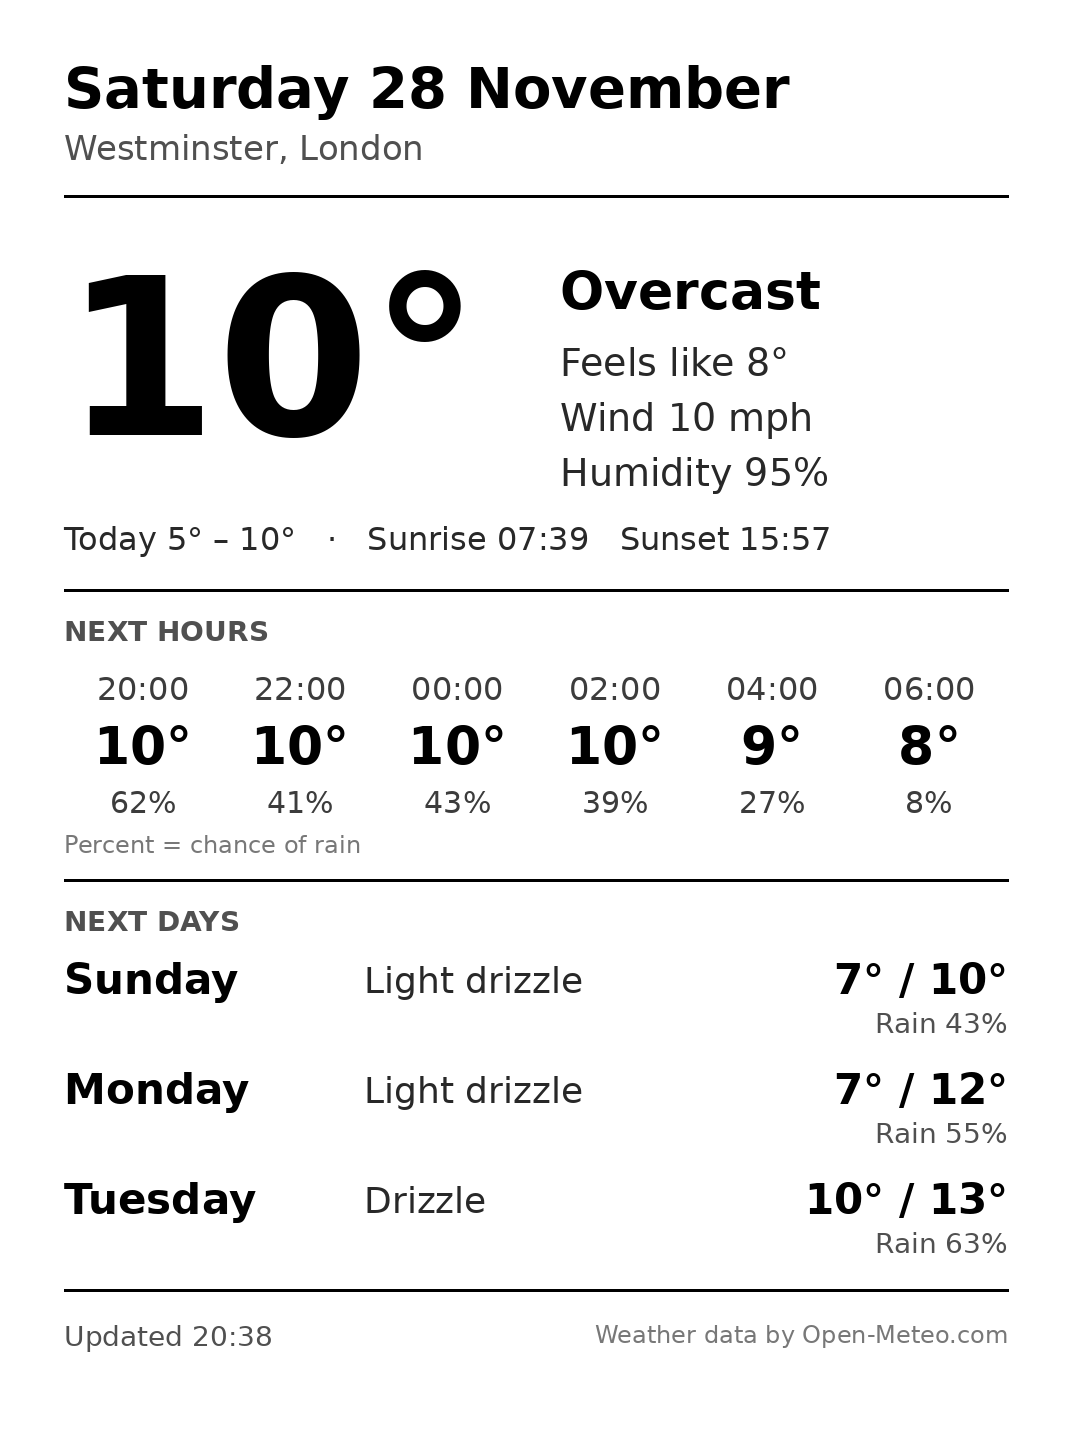 Saturday 28 November
Westminster, London
10°
Overcast
Feels like 8°
Wind 10 mph
Humidity 95%
Today 5° – 10° · Sunrise 07:39 Sunset 15:57
NEXT HOURS
20:00 22:00 00:00 02:00 04:00 06:00
10° 10° 10° 10° 9° 8°
62% 41% 43% 39% 27% 8%
Percent = chance of rain
NEXT DAYS
Sunday Light drizzle 7° / 10°
Rain 43%
Monday Light drizzle 7° / 12°
Rain 55%
Tuesday Drizzle 10° / 13°
Rain 63%
Updated 20:38 Weather data by Open-Meteo.com